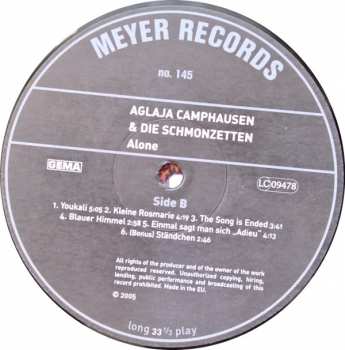 MEYER RECORDS
no. 145
AGLAJA CAMPHAUSEN
& DIE SCHMONZETTEN
Alone
GEMA
LC 09478
Side B
1. Youkali 5:05 2. Kleine Rosmarie 4:19 3. The Song is Ended 3:41
4. Blauer Himmel 2:58 5. Einmal sagt man sich „Adieu“ 4:13
6. (Bonus) Ständchen 2:46
All rights of the producer and of the owner of the work
reproduced reserved. Unauthorized copying, hiring,
lending, public performance and broadcasting of this
record prohibited. Made in the EU.
© 2005
long 33 1/3 play